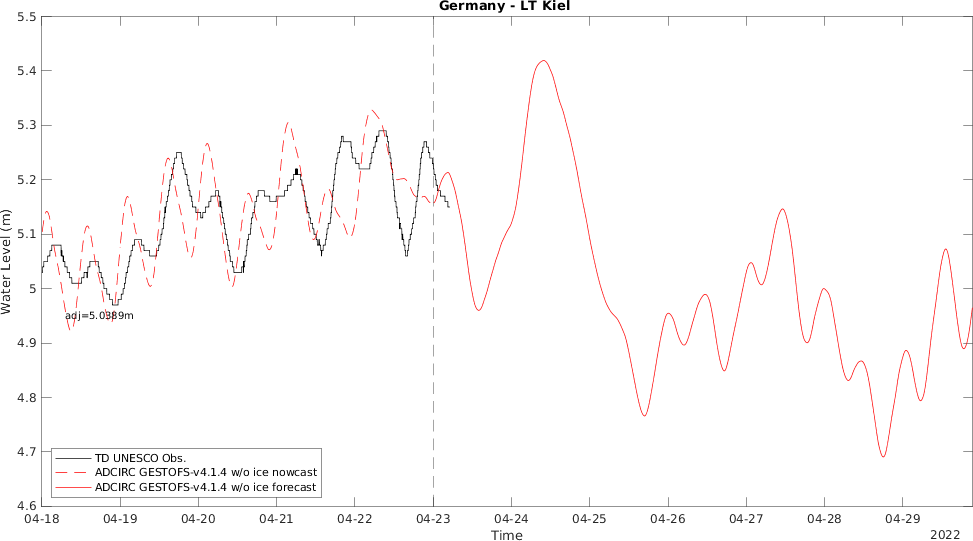 Germany - LT Kiel
5.5
5.4
5.3
5.2
5.1
5
4.9
4.8
4.7
4.6
Water Level (m)
adj=5.0389m
TD UNESCO Obs.
ADCIRC GESTOFS-v4.1.4 w/o ice nowcast
ADCIRC GESTOFS-v4.1.4 w/o ice forecast
04-18 04-19 04-20 04-21 04-22 04-23 04-24 04-25 04-26 04-27 04-28 04-29
Time
2022